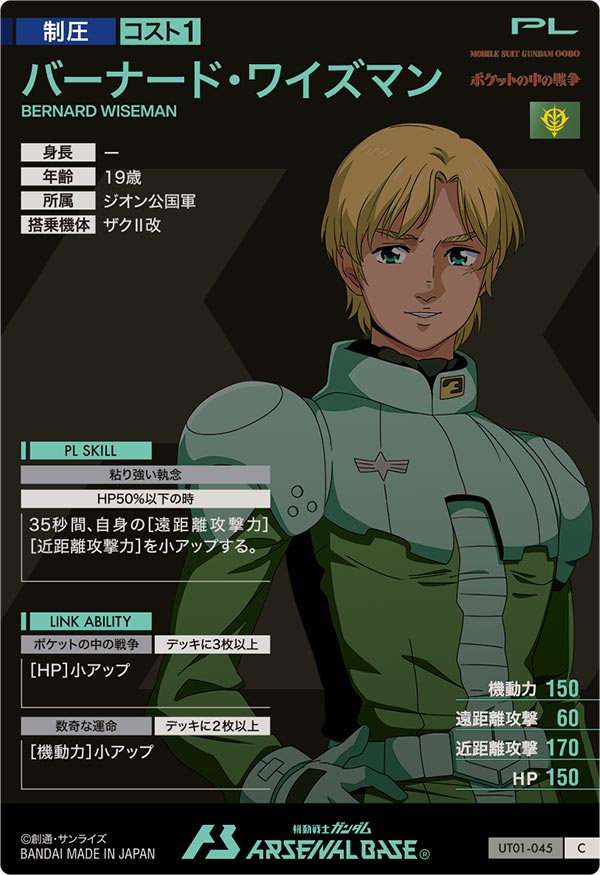 制圧 コスト1 PL
バーナード・ワイズマン
BERNARD WISEMAN
MOBILE SUIT GUNDAM 0080
ポケットの中の戦争
身長 ー
年齢 19歳
所属 ジオン公国軍
搭乗機体 ザクⅡ改
PL SKILL
粘り強い執念
HP50%以下の時
35秒間、自身の[遠距離攻撃力]
[近距離攻撃力]を小アップする。
LINK ABILITY
ポケットの中の戦争 デッキに3枚以上
[HP]小アップ
数奇な運命 デッキに2枚以上
[機動力]小アップ
機動力 150
遠距離攻撃 60
近距離攻撃 170
HP 150
©創通・サンライズ
BANDAI MADE IN JAPAN
機動戦士ガンダム
AB ARSENAL BASE®
UT01-045 C